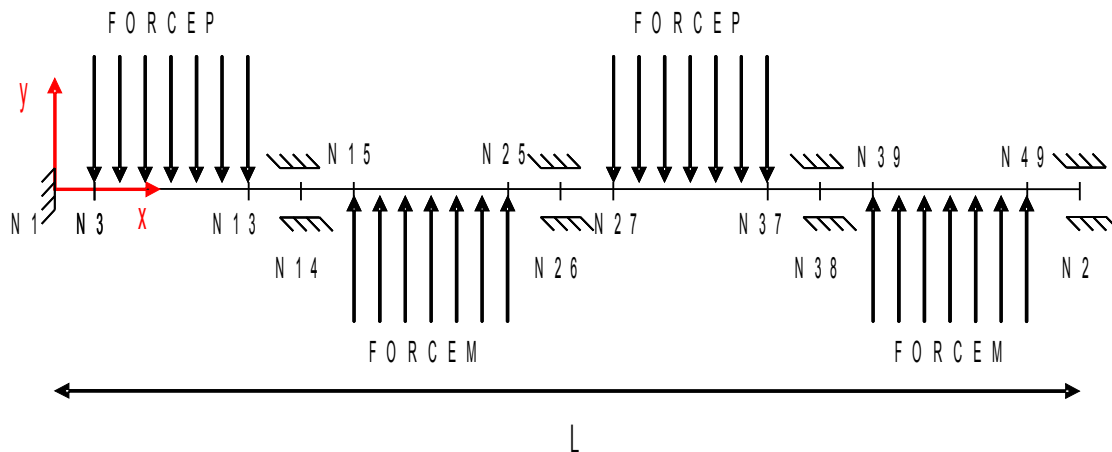 FORCEP
FORCEP
y
N15
N25
N39
N49
N1
N3
x
N13
N27
N37
N14
N26
N38
N2
FORCEM
FORCEM
L